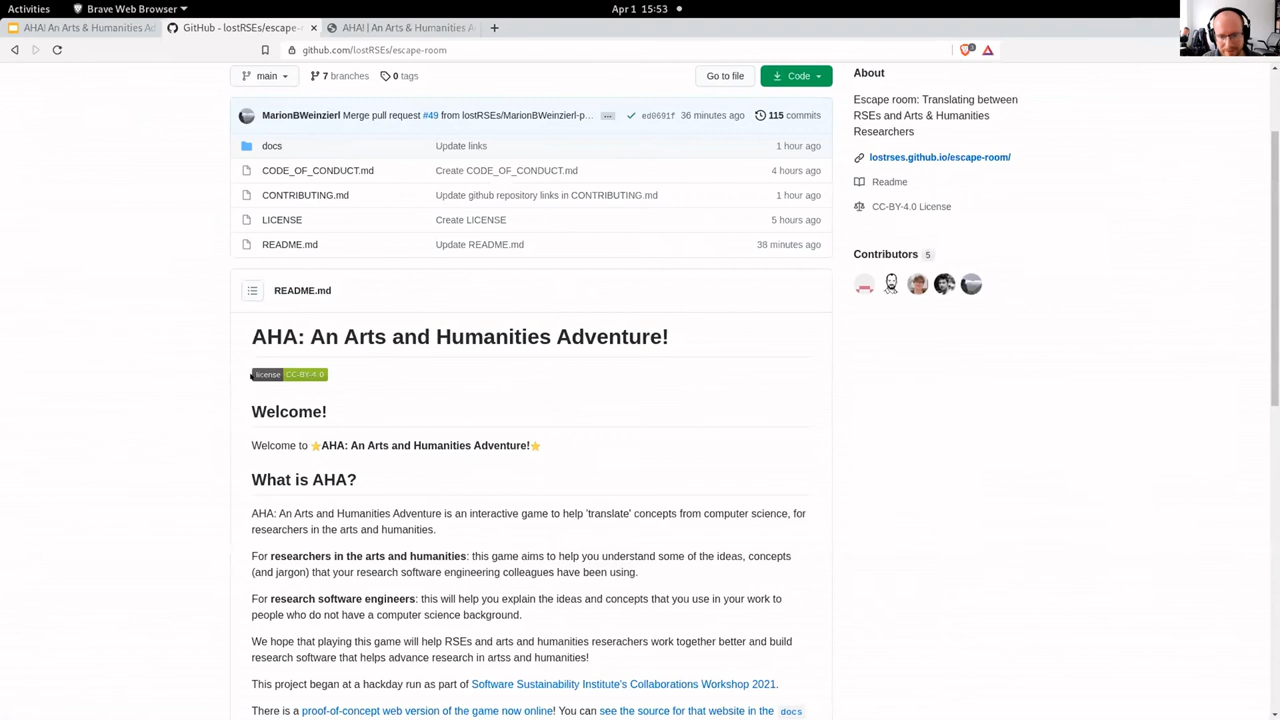 Activities
Brave Web Browser
Apr 1 15:53
AHA! An Arts & Humanities Ad
GitHub - lostRSEs/escape-
AHA! | An Arts & Humanities A
github.com/lostRSEs/escape-room
main
7 branches
0 tags
Go to file
Code
MarionBWeinzierl Merge pull request #49 from lostRSEs/MarionBWeinzierl-p... ... ed0691f 36 minutes ago 115 commits
docs Update links 1 hour ago
CODE_OF_CONDUCT.md Create CODE_OF_CONDUCT.md 4 hours ago
CONTRIBUTING.md Update github repository links in CONTRIBUTING.md 1 hour ago
LICENSE Create LICENSE 5 hours ago
README.md Update README.md 38 minutes ago
README.md
AHA: An Arts and Humanities Adventure!
license CC-BY-4.0
Welcome!
Welcome to ⭐AHA: An Arts and Humanities Adventure!⭐
What is AHA?
AHA: An Arts and Humanities Adventure is an interactive game to help 'translate' concepts from computer science, for
researchers in the arts and humanities.
For researchers in the arts and humanities: this game aims to help you understand some of the ideas, concepts
(and jargon) that your research software engineering colleagues have been using.
For research software engineers: this will help you explain the ideas and concepts that you use in your work to
people who do not have a computer science background.
We hope that playing this game will help RSEs and arts and humanities reserachers work together better and build
research software that helps advance research in artss and humanities!
This project began at a hackday run as part of Software Sustainability Institute's Collaborations Workshop 2021.
There is a proof-of-concept web version of the game now online! You can see the source for that website in the docs
About
Escape room: Translating between
RSEs and Arts & Humanities
Researchers
lostrses.github.io/escape-room/
Readme
CC-BY-4.0 License
Contributors 5